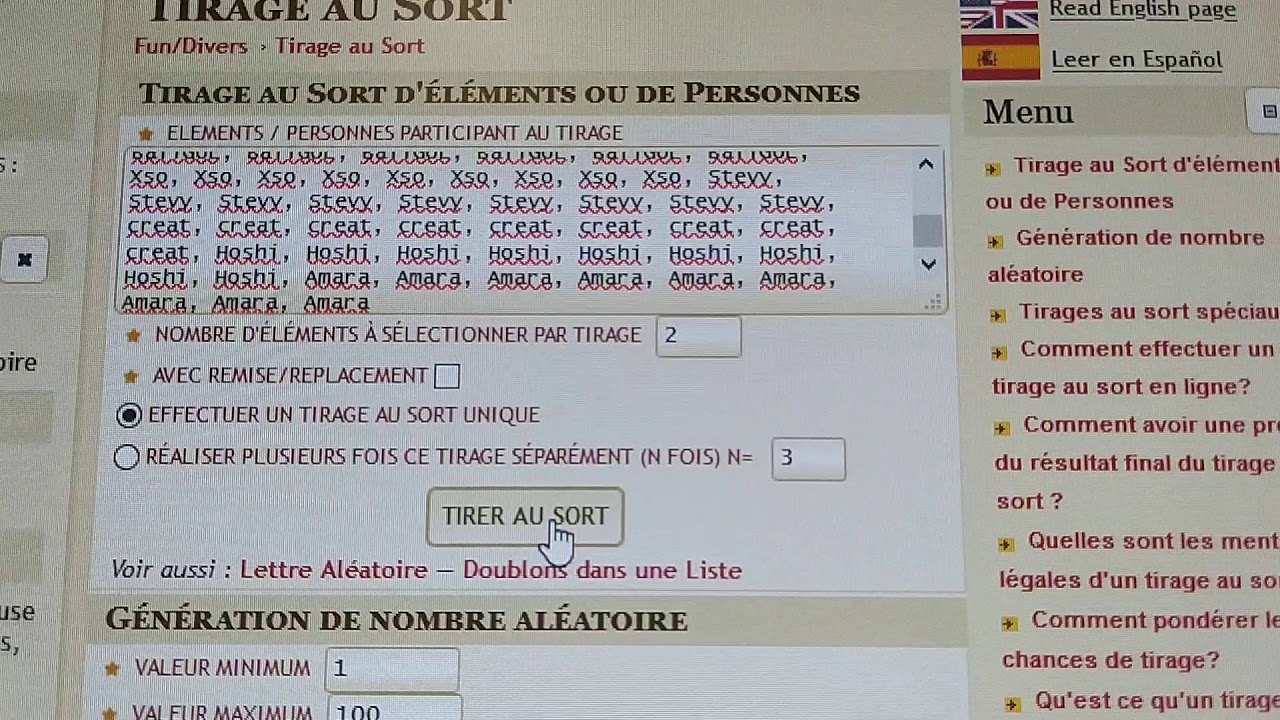 TIRAGE AU SORT
Fun/Divers › Tirage au Sort
TIRAGE AU SORT D'ÉLÉMENTS OU DE PERSONNES
ELEMENTS / PERSONNES PARTICIPANT AU TIRAGE
Xso, Xso, Xso, Xso, Xso, Xso, Xso, Xso, Xso, Stevy,
Stevy, Stevy, Stevy, Stevy, Stevy, Stevy, Stevy, Stevy,
creat, creat, creat, creat, creat, creat, creat, creat,
creat, Hoshi, Hoshi, Hoshi, Hoshi, Hoshi, Hoshi, Hoshi,
Hoshi, Hoshi, Amara, Amara, Amara, Amara, Amara, Amara,
Amara, Amara, Amara
NOMBRE D'ÉLÉMENTS À SÉLECTIONNER PAR TIRAGE 2
AVEC REMISE/REPLACEMENT
EFFECTUER UN TIRAGE AU SORT UNIQUE
RÉALISER PLUSIEURS FOIS CE TIRAGE SÉPARÉMENT (N FOIS) N= 3
TIRER AU SORT
Voir aussi : Lettre Aléatoire — Doublons dans une Liste
GÉNÉRATION DE NOMBRE ALÉATOIRE
VALEUR MINIMUM 1
VALEUR MAXIMUM 100
Read English page
Leer en Español
Menu
Tirage au Sort d'élément
ou de Personnes
Génération de nombre
aléatoire
Tirages au sort spéciau
Comment effectuer un
tirage au sort en ligne?
Comment avoir une pr
du résultat final du tirage
sort ?
Quelles sont les ment
légales d'un tirage au so
Comment pondérer le
chances de tirage?
Qu'est ce qu'un tirage